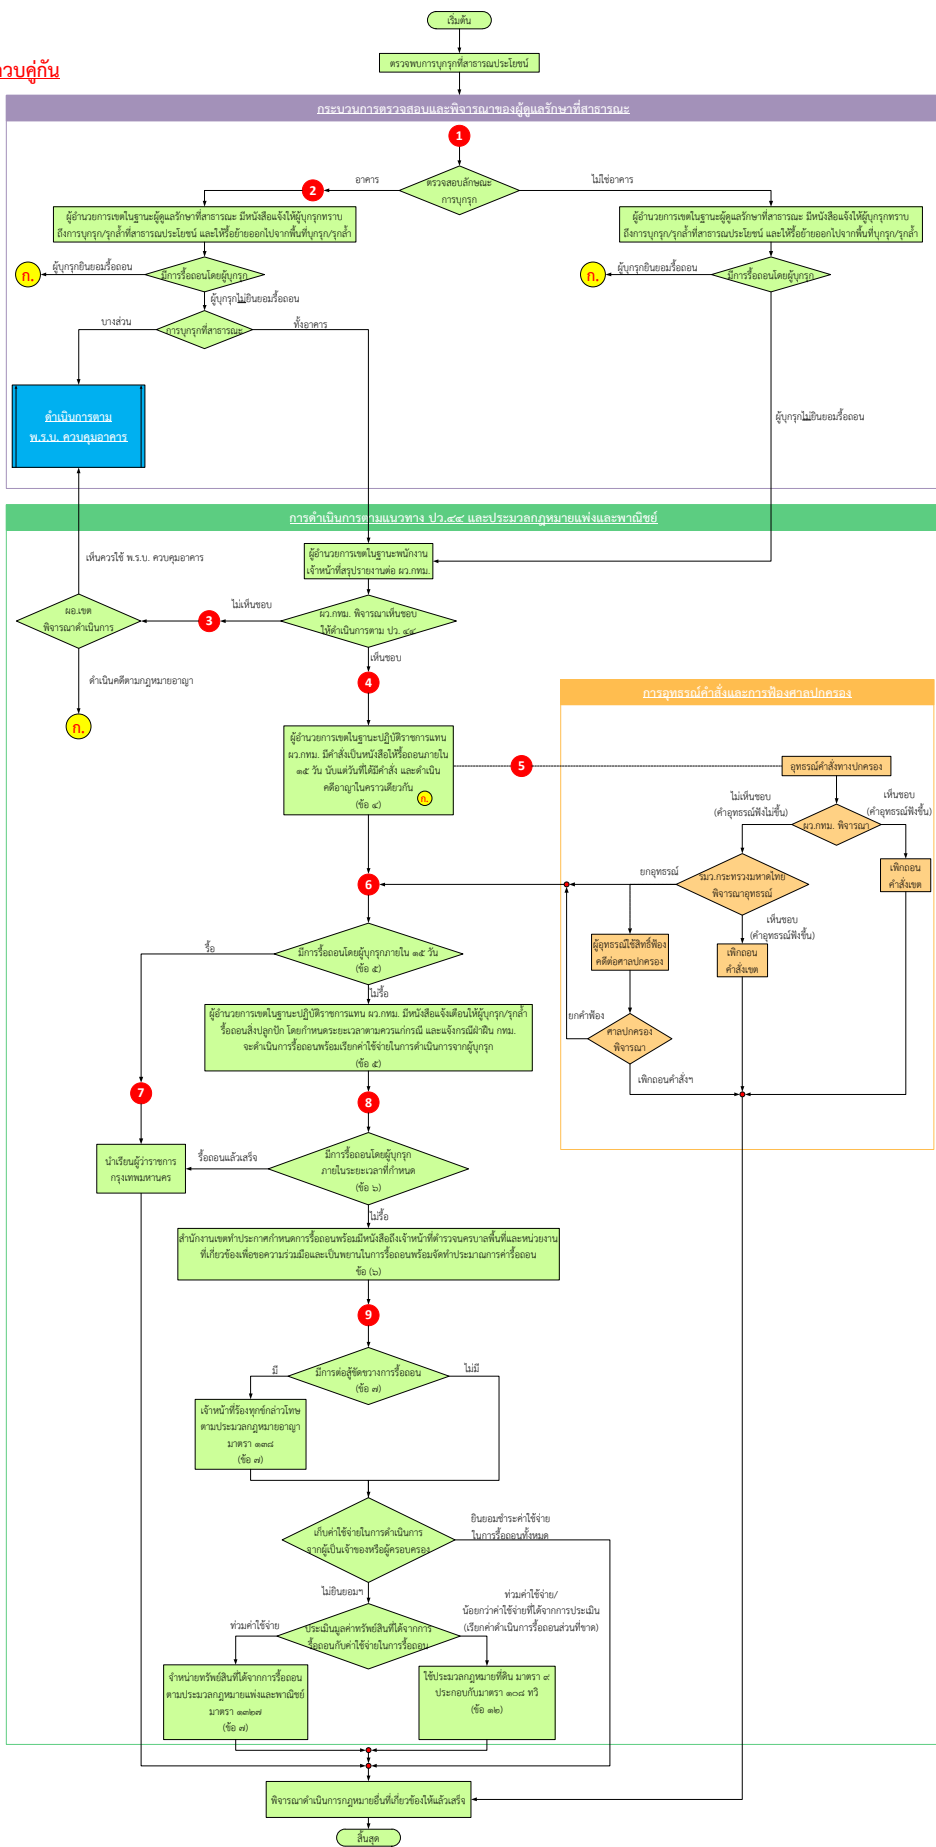 เริ่มต้น
ตรวจพบการบุกรุกที่สาธารณประโยชน์
วบคู่กัน
กระบวนการตรวจสอบและพิจารณาของผู้ดูแลรักษาที่สาธารณะ
1
ตรวจสอบลักษณะ
การบุกรุก
อาคาร
2
ไม่ใช่อาคาร
ผู้อำนวยการเขตในฐานะผู้ดูแลรักษาที่สาธารณะ มีหนังสือแจ้งให้ผู้บุกรุกทราบ
ถึงการบุกรุก/รุกล้ำที่สาธารณประโยชน์ และให้รื้อย้ายออกไปจากพื้นที่บุกรุก/รุกล้ำ
ผู้อำนวยการเขตในฐานะผู้ดูแลรักษาที่สาธารณะ มีหนังสือแจ้งให้ผู้บุกรุกทราบ
ถึงการบุกรุก/รุกล้ำที่สาธารณประโยชน์ และให้รื้อย้ายออกไปจากพื้นที่บุกรุก/รุกล้ำ
ก.
ผู้บุกรุกยินยอมรื้อถอน
มีการรื้อถอนโดยผู้บุกรุก
ก.
ผู้บุกรุกยินยอมรื้อถอน
มีการรื้อถอนโดยผู้บุกรุก
ผู้บุกรุกไม่ยินยอมรื้อถอน
บางส่วน
การบุกรุกที่สาธารณะ
ทั้งอาคาร
ดำเนินการตาม
พ.ร.บ. ควบคุมอาคาร
ผู้บุกรุกไม่ยินยอมรื้อถอน
การดำเนินการตามแนวทาง ปว.๔๔ และประมวลกฎหมายแพ่งและพาณิชย์
ผู้อำนวยการเขตในฐานะพนักงาน
เจ้าหน้าที่สรุปรายงานต่อ ผว.กทม.
เห็นควรใช้ พ.ร.บ. ควบคุมอาคาร
ผอ.เขต
พิจารณาดำเนินการ
3
ไม่เห็นชอบ
ผว.กทม. พิจารณาเห็นชอบ
ให้ดำเนินการตาม ปว. ๔๔
เห็นชอบ
ดำเนินคดีตามกฎหมายอาญา
ก.
4
การอุทธรณ์คำสั่งและการฟ้องศาลปกครอง
ผู้อำนวยการเขตในฐานะปฏิบัติราชการแทน
ผว.กทม. มีคำสั่งเป็นหนังสือให้รื้อถอนภายใน
๑๕ วัน นับแต่วันที่ได้มีคำสั่ง และดำเนิน
คดีอาญาในคราวเดียวกัน
(ข้อ ๔)
ก.
5
อุทธรณ์คำสั่งทางปกครอง
ไม่เห็นชอบ
(คำอุทธรณ์ฟังไม่ขึ้น)
เห็นชอบ
(คำอุทธรณ์ฟังขึ้น)
ผว.กทม. พิจารณา
เพิกถอน
คำสั่งเขต
6
ยกอุทธรณ์
รมว.กระทรวงมหาดไทย
พิจารณาอุทธรณ์
เห็นชอบ
(คำอุทธรณ์ฟังขึ้น)
ผู้อุทธรณ์ใช้สิทธิ์ฟ้อง
คดีต่อศาลปกครอง
เพิกถอน
คำสั่งเขต
รื้อ
มีการรื้อถอนโดยผู้บุกรุกภายใน ๑๕ วัน
(ข้อ ๕)
ไม่รื้อ
ผู้อำนวยการเขตในฐานะปฏิบัติราชการแทน ผว.กทม. มีหนังสือแจ้งเตือนให้ผู้บุกรุก/รุกล้ำ
รื้อถอนสิ่งปลูกปัก โดยกำหนดระยะเวลาตามควรแก่กรณี และแจ้งกรณีฝ่าฝืน กทม.
จะดำเนินการรื้อถอนพร้อมเรียกค่าใช้จ่ายในการดำเนินการจากผู้บุกรุก
(ข้อ ๕)
ยกคำฟ้อง
ศาลปกครอง
พิจารณา
เพิกถอนคำสั่งฯ
7
8
นำเรียนผู้ว่าราชการ
กรุงเทพมหานคร
รื้อถอนแล้วเสร็จ
มีการรื้อถอนโดยผู้บุกรุก
ภายในระยะเวลาที่กำหนด
(ข้อ ๖)
ไม่รื้อ
สำนักงานเขตทำประกาศกำหนดการรื้อถอนพร้อมมีหนังสือถึงเจ้าหน้าที่ตำรวจนครบาลพื้นที่และหน่วยงาน
ที่เกี่ยวข้องเพื่อขอความร่วมมือและเป็นพยานในการรื้อถอนพร้อมจัดทำประมาณการค่ารื้อถอน
ข้อ (๖)
9
มี
มีการต่อสู้ขัดขวางการรื้อถอน
(ข้อ ๗)
ไม่มี
เจ้าหน้าที่ร้องทุกข์กล่าวโทษ
ตามประมวลกฎหมายอาญา
มาตรา ๑๓๘
(ข้อ ๗)
เก็บค่าใช้จ่ายในการดำเนินการ
จากผู้เป็นเจ้าของหรือผู้ครอบครอง
ยินยอมชำระค่าใช้จ่าย
ในการรื้อถอนทั้งหมด
ไม่ยินยอมฯ
ท่วมค่าใช้จ่าย
ประเมินมูลค่าทรัพย์สินที่ได้จากการ
รื้อถอนกับค่าใช้จ่ายในการรื้อถอน
ท่วมค่าใช้จ่าย/
น้อยกว่าค่าใช้จ่ายที่ได้จากการประเมิน
(เรียกค่าดำเนินการรื้อถอนส่วนที่ขาด)
จำหน่ายทรัพย์สินที่ได้จากการรื้อถอน
ตามประมวลกฎหมายแพ่งและพาณิชย์
มาตรา ๑๓๒๗
(ข้อ ๗)
ใช้ประมวลกฎหมายที่ดิน มาตรา ๙
ประกอบกับมาตรา ๑๐๘ ทวิ
(ข้อ ๑๒)
พิจารณาดำเนินการกฎหมายอื่นที่เกี่ยวข้องให้แล้วเสร็จ
สิ้นสุด